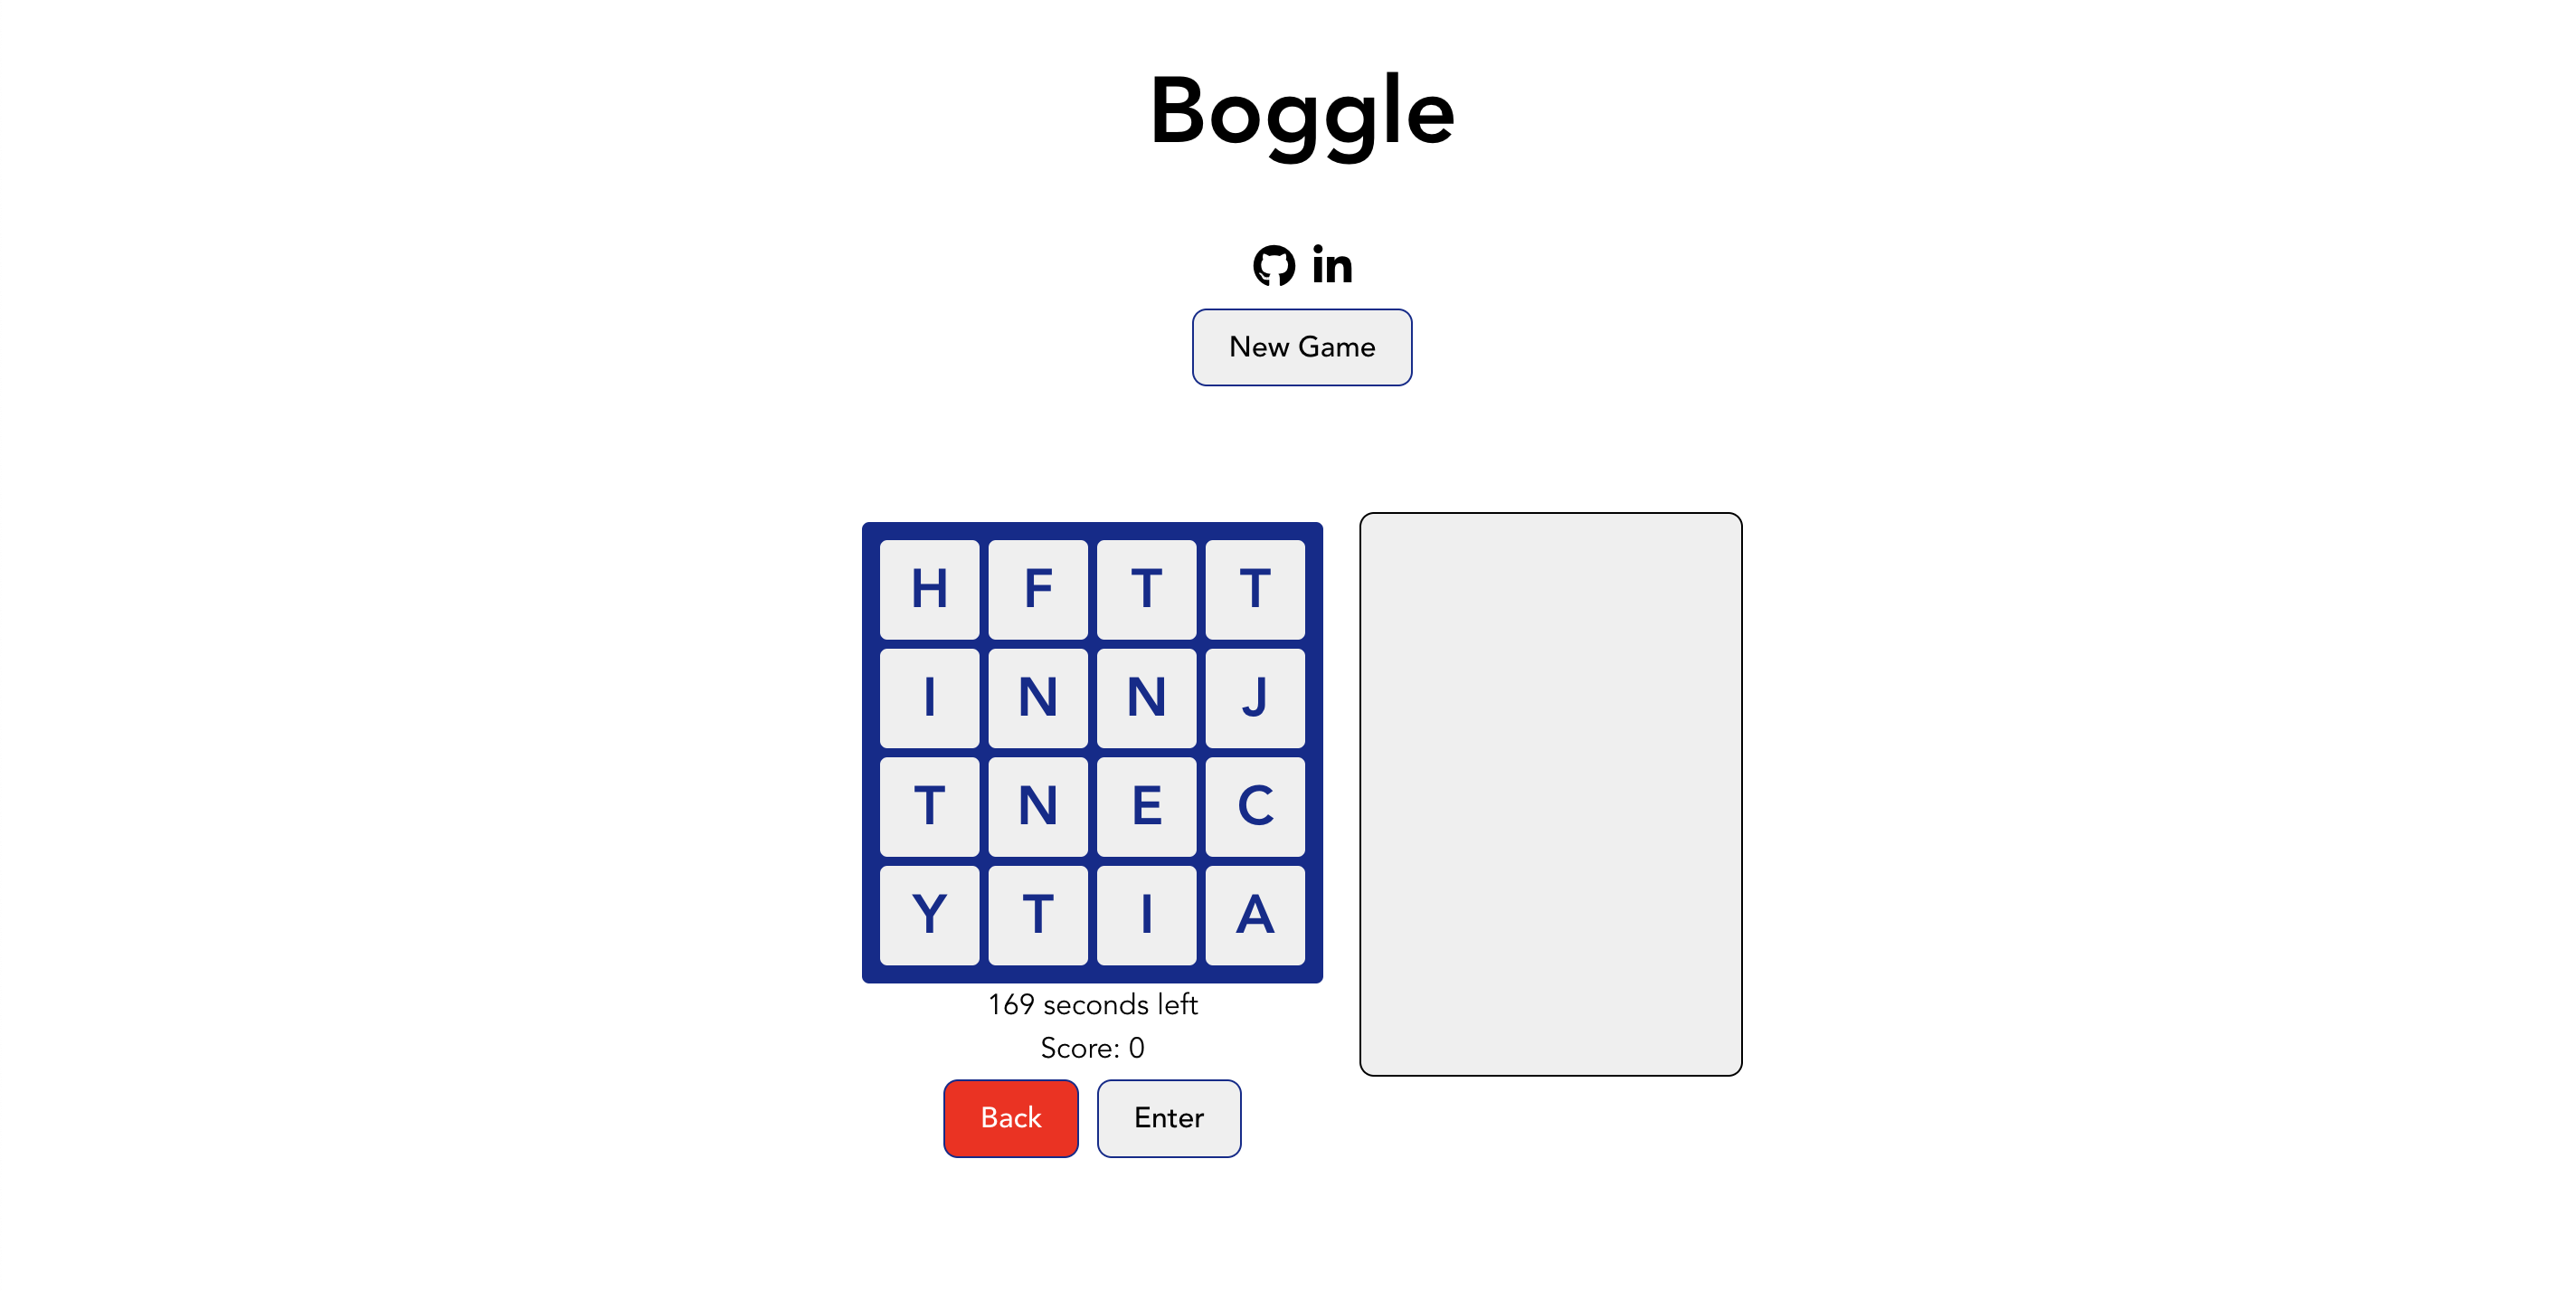 Boggle
in
New Game
H F T T
I N N J
T N E C
Y T I A
169 seconds left
Score: 0
Back Enter